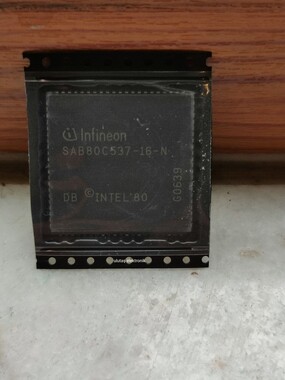 Infineon
SAB80C537-16-N
DB ©INTEL'80
G0639